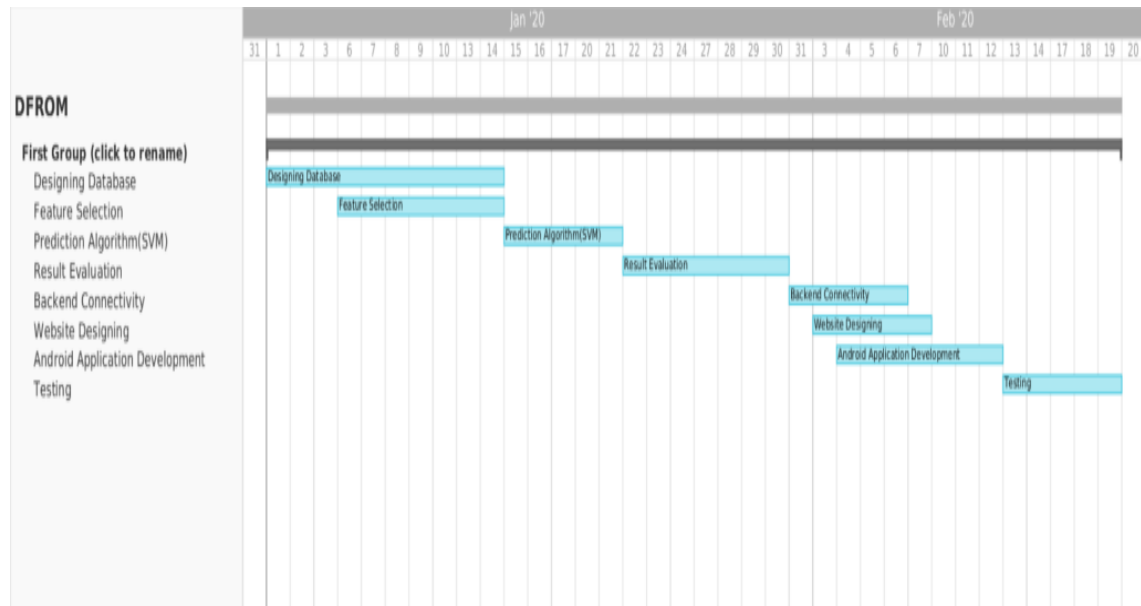 Jan '20 Feb '20
31 1 2 3 6 7 8 9 10 13 14 15 16 17 20 21 22 23 24 27 28 29 30 31 3 4 5 6 7 10 11 12 13 14 17 18 19 20
DFROM
First Group (click to rename)
Designing Database Designing Database
Feature Selection Feature Selection
Prediction Algorithm(SVM) Prediction Algorithm(SVM)
Result Evaluation Result Evaluation
Backend Connectivity Backend Connectivity
Website Designing Website Designing
Android Application Development Android Application Development
Testing Testing